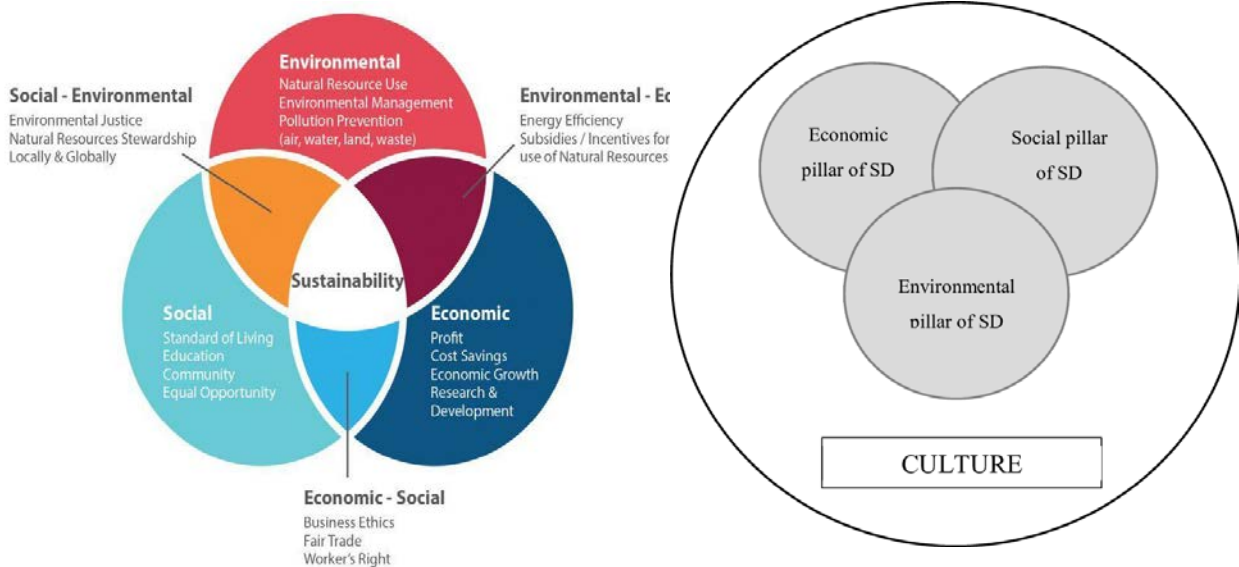 Environmental
Natural Resource Use
Environmental Management
Pollution Prevention
(air, water, land, waste)
Social - Environmental
Environmental Justice
Natural Resources Stewardship
Locally & Globally
Environmental - Ec
Energy Efficiency
Subsidies / Incentives for
use of Natural Resources
Sustainability
Social
Standard of Living
Education
Community
Equal Opportunity
Economic
Profit
Cost Savings
Economic Growth
Research &
Development
Economic - Social
Business Ethics
Fair Trade
Worker's Right
Economic
pillar of SD
Social pillar
of SD
Environmental
pillar of SD
CULTURE